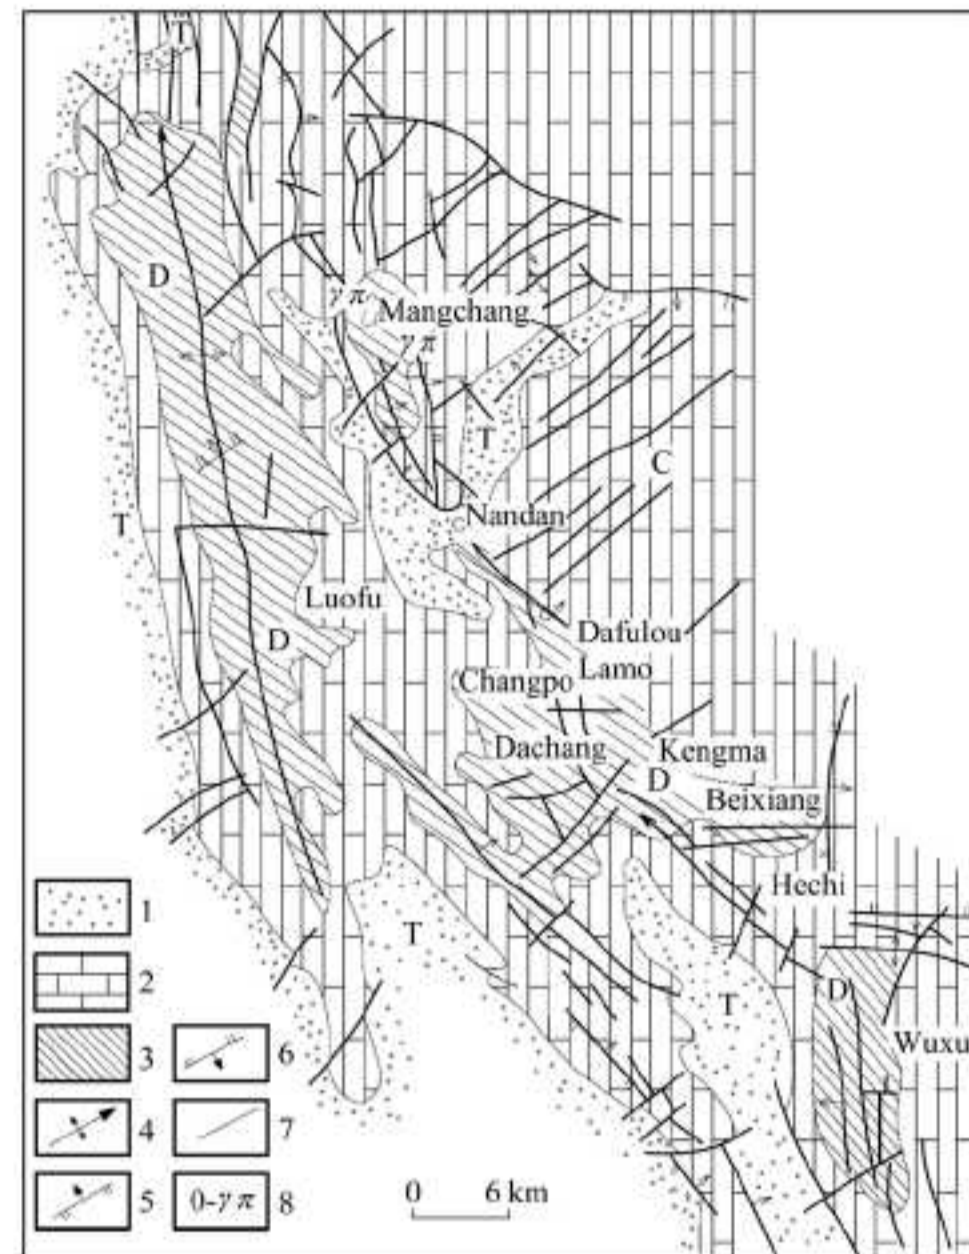 T
D
γπ
Mangchang
γπ
T
C
T
Nandan
Luofu
D
Dafulou
Lamo
Changpo
Dachang
Kengma
D
Beixiang
Hechi
T
D
T
Wuxu
1
2
3
6
4
7
5
0-γπ 8
0 6 km